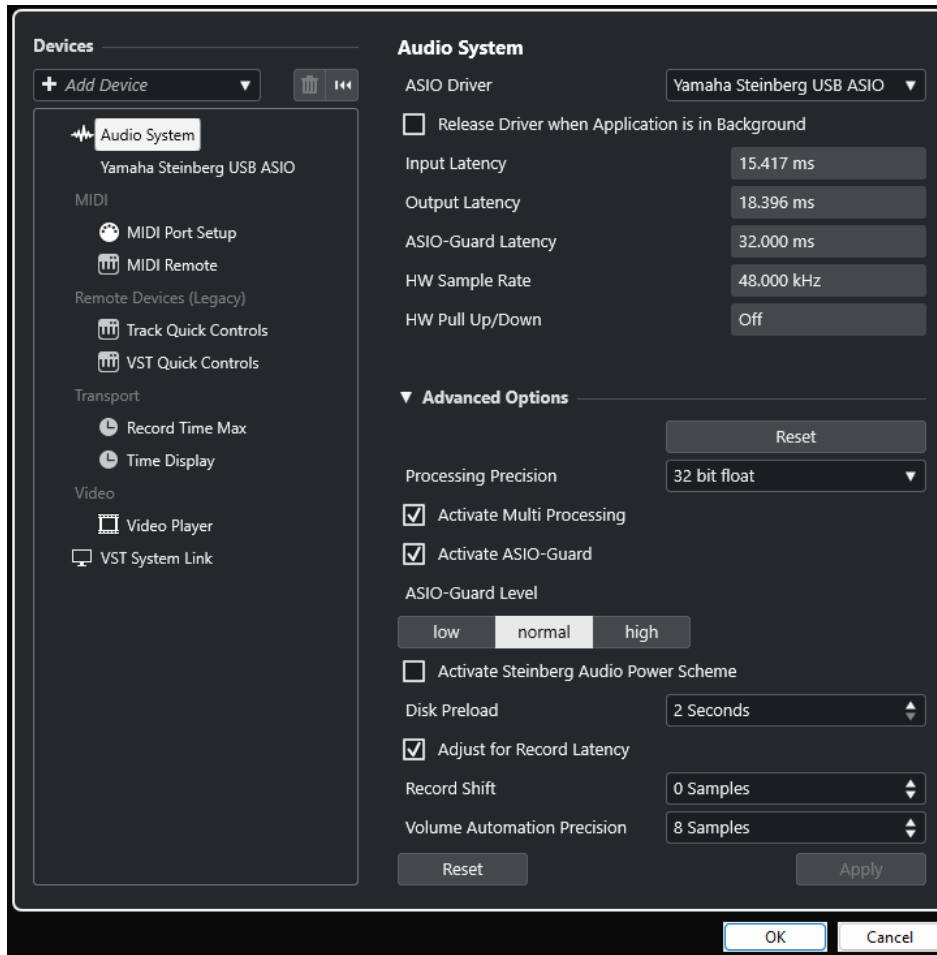 Devices
Add Device
Audio System
Yamaha Steinberg USB ASIO
MIDI
MIDI Port Setup
MIDI Remote
Remote Devices (Legacy)
Track Quick Controls
VST Quick Controls
Transport
Record Time Max
Time Display
Video
Video Player
VST System Link
Audio System
ASIO Driver Yamaha Steinberg USB ASIO
Release Driver when Application is in Background
Input Latency 15.417 ms
Output Latency 18.396 ms
ASIO-Guard Latency 32.000 ms
HW Sample Rate 48.000 kHz
HW Pull Up/Down Off
Advanced Options
Reset
Processing Precision 32 bit float
Activate Multi Processing
Activate ASIO-Guard
ASIO-Guard Level
low normal high
Activate Steinberg Audio Power Scheme
Disk Preload 2 Seconds
Adjust for Record Latency
Record Shift 0 Samples
Volume Automation Precision 8 Samples
Reset Apply
OK Cancel